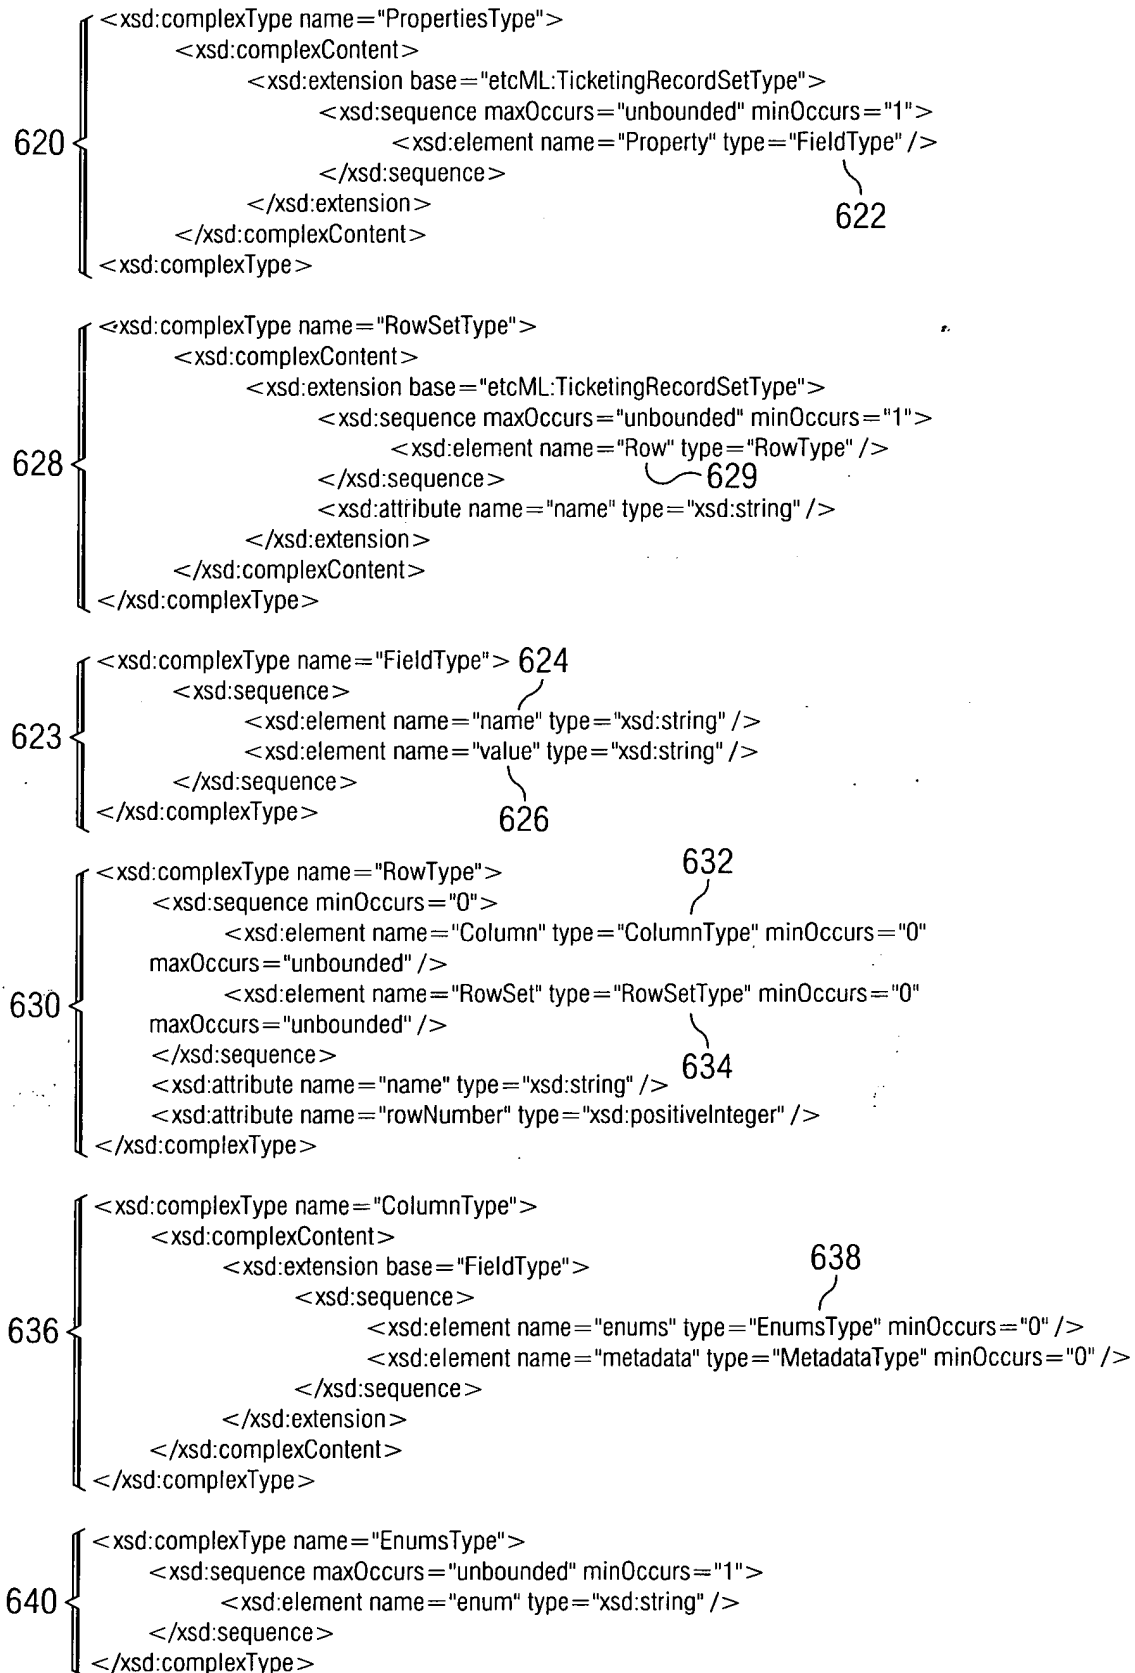 <xsd:complexType name="PropertiesType">
<xsd:complexContent>
<xsd:extension base="etcML:TicketingRecordSetType">
<xsd:sequence maxOccurs="unbounded" minOccurs="1">
620
<xsd:element name="Property" type="FieldType" />
</xsd:sequence>
</xsd:extension>
622
</xsd:complexContent>
<xsd:complexType>
<xsd:complexType name="RowSetType">
<xsd:complexContent>
<xsd:extension base="etcML:TicketingRecordSetType">
<xsd:sequence maxOccurs="unbounded" minOccurs="1">
<xsd:element name="Row" type="RowType" />
628
</xsd:sequence>
629
<xsd:attribute name="name" type="xsd:string" />
</xsd:extension>
</xsd:complexContent>
</xsd:complexType>
<xsd:complexType name="FieldType">
624
<xsd:sequence>
<xsd:element name="name" type="xsd:string" />
623
<xsd:element name="value" type="xsd:string" />
</xsd:sequence>
</xsd:complexType>
626
632
<xsd:complexType name="RowType">
<xsd:sequence minOccurs="0">
<xsd:element name="Column" type="ColumnType" minOccurs="0"
maxOccurs="unbounded" />
630
<xsd:element name="RowSet" type="RowSetType" minOccurs="0"
maxOccurs="unbounded" />
</xsd:sequence>
634
<xsd:attribute name="name" type="xsd:string" />
<xsd:attribute name="rowNumber" type="xsd:positiveInteger" />
</xsd:complexType>
<xsd:complexType name="ColumnType">
<xsd:complexContent>
638
<xsd:extension base="FieldType">
<xsd:sequence>
636
<xsd:element name="enums" type="EnumsType" minOccurs="0" />
<xsd:element name="metadata" type="MetadataType" minOccurs="0" />
</xsd:sequence>
</xsd:extension>
</xsd:complexContent>
</xsd:complexType>
<xsd:complexType name="EnumsType">
<xsd:sequence maxOccurs="unbounded" minOccurs="1">
640
<xsd:element name="enum" type="xsd:string" />
</xsd:sequence>
</xsd:complexType>